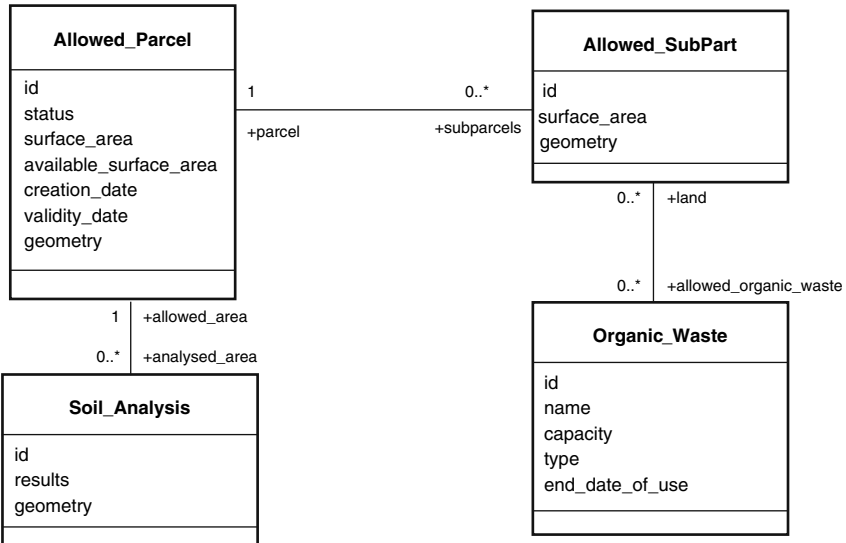 Allowed_Parcel
id
status
surface_area
available_surface_area
creation_date
validity_date
geometry
1
0..*
+parcel
+subparcels
Allowed_SubPart
id
surface_area
geometry
0..*
+land
0..*
+allowed_organic_waste
1
+allowed_area
0..*
+analysed_area
Soil_Analysis
id
results
geometry
Organic_Waste
id
name
capacity
type
end_date_of_use